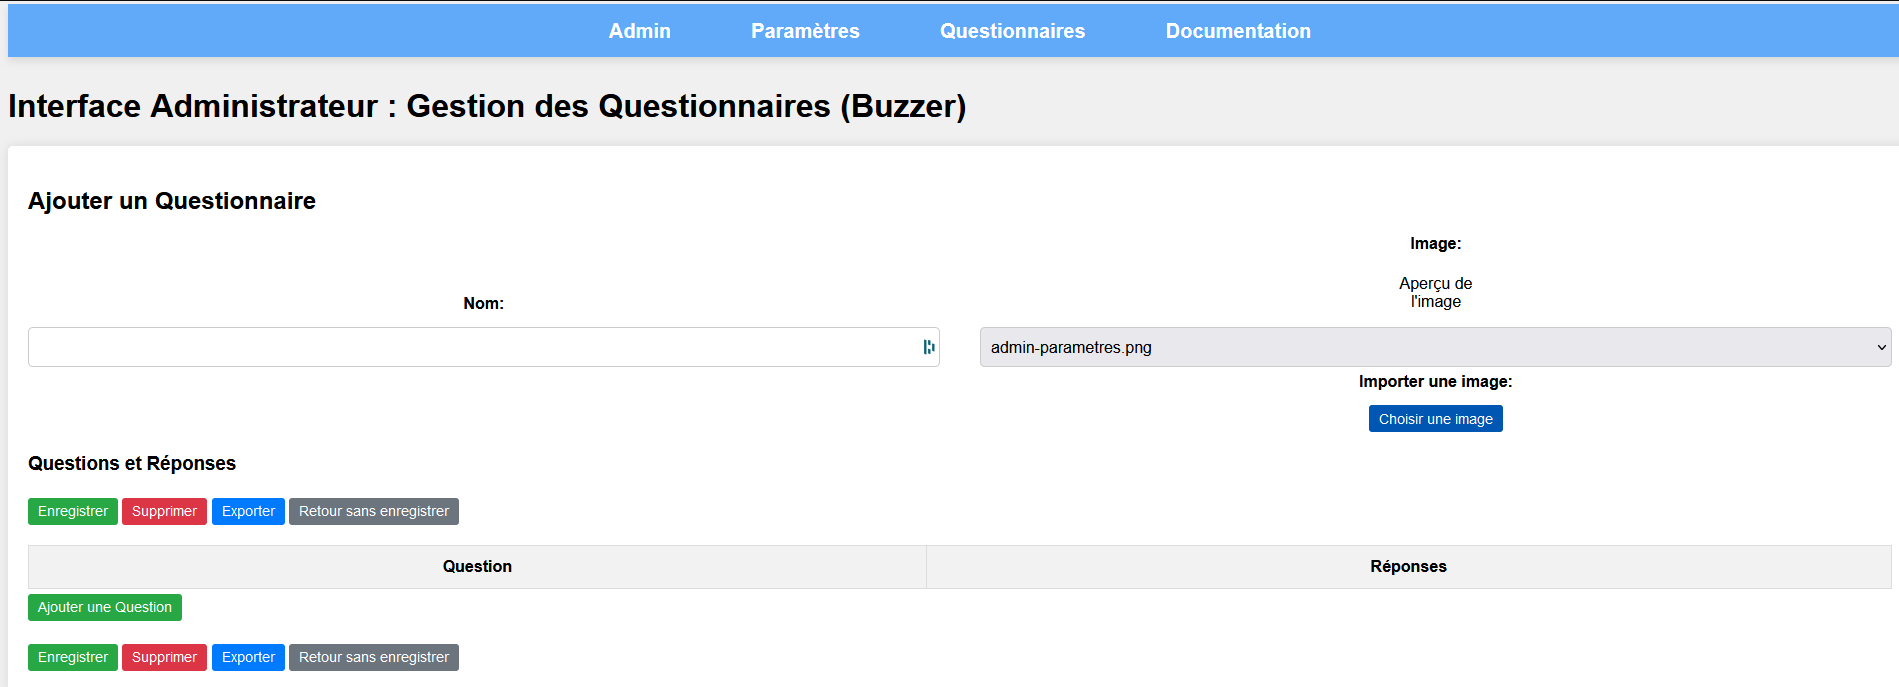 Admin Paramètres Questionnaires Documentation
Interface Administrateur : Gestion des Questionnaires (Buzzer)
Ajouter un Questionnaire
Image:
Aperçu de
l'image
Nom:
admin-parametres.png
Importer une image:
Choisir une image
Questions et Réponses
Enregistrer Supprimer Exporter Retour sans enregistrer
Question Réponses
Ajouter une Question
Enregistrer Supprimer Exporter Retour sans enregistrer